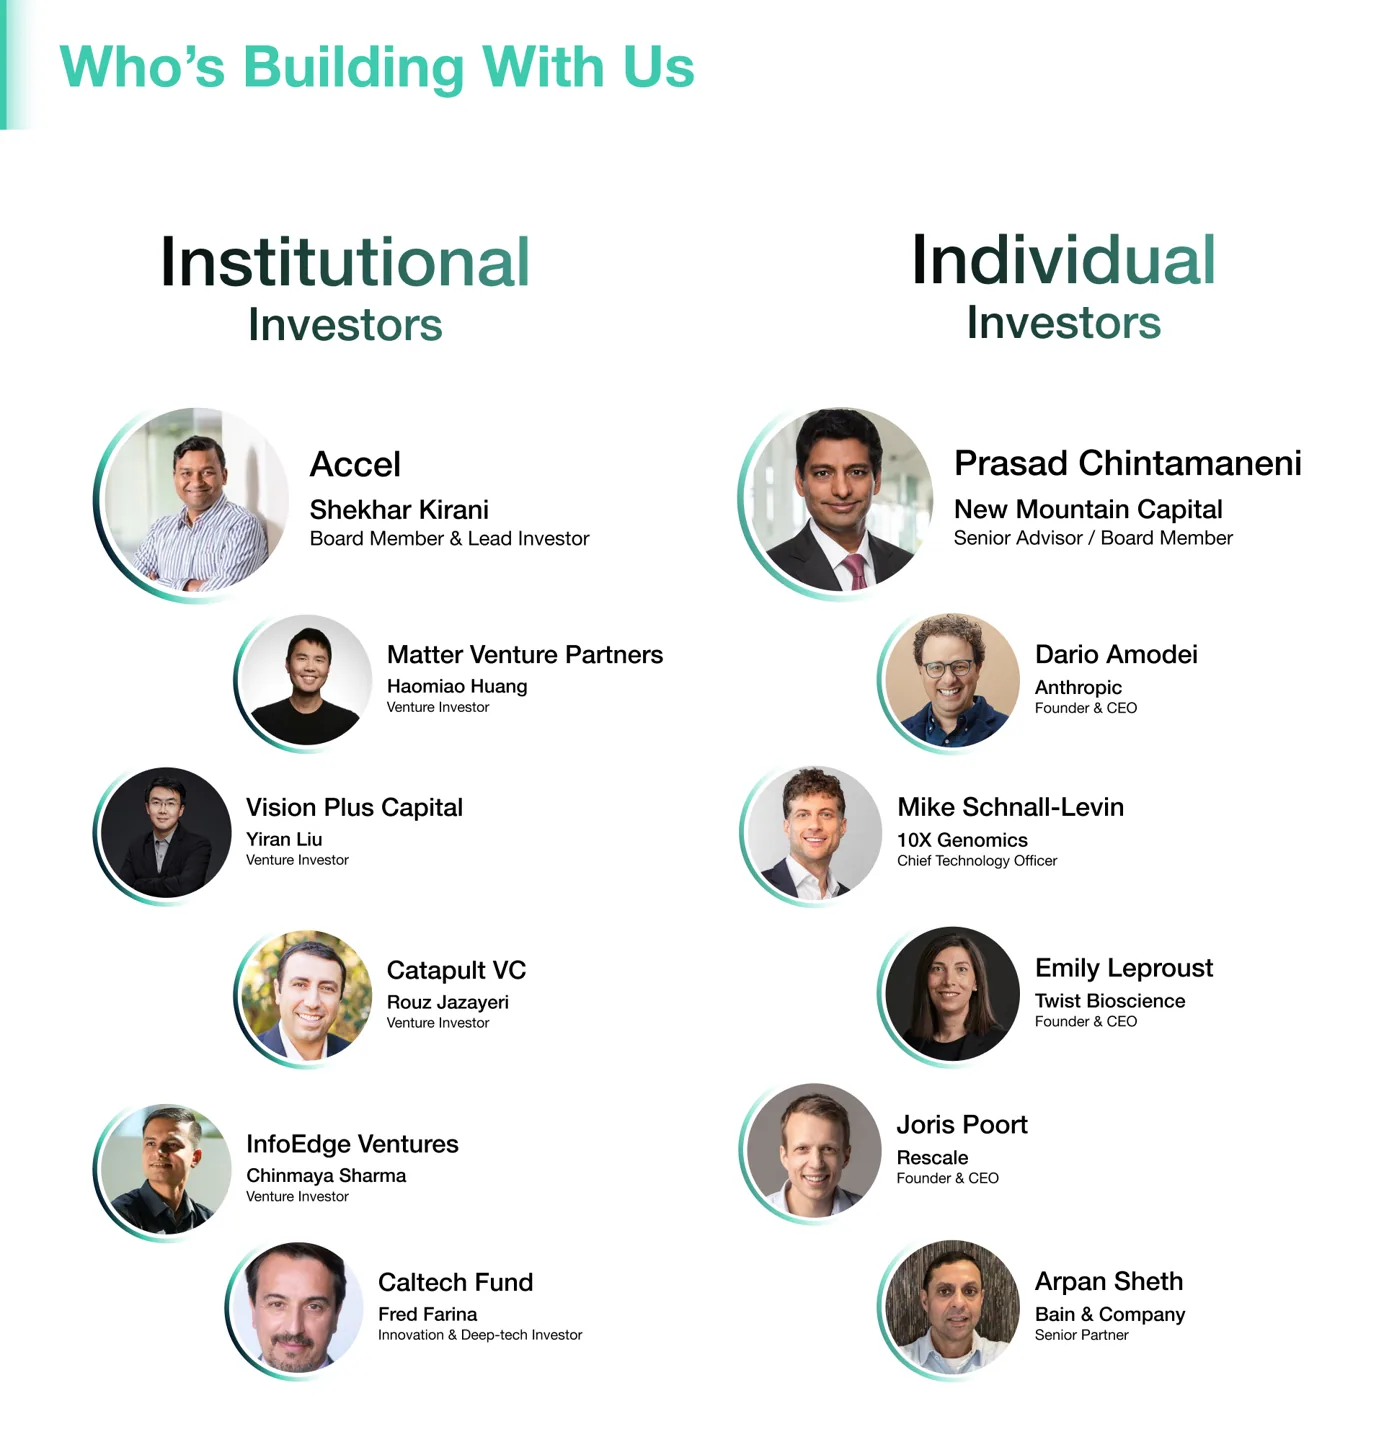 Who’s Building With Us
Institutional
Investors
Accel
Shekhar Kirani
Board Member & Lead Investor
Matter Venture Partners
Haomiao Huang
Venture Investor
Vision Plus Capital
Yiran Liu
Venture Investor
Catapult VC
Rouz Jazayeri
Venture Investor
InfoEdge Ventures
Chinmaya Sharma
Venture Investor
Caltech Fund
Fred Farina
Innovation & Deep-tech Investor
Individual
Investors
Prasad Chintamaneni
New Mountain Capital
Senior Advisor / Board Member
Dario Amodei
Anthropic
Founder & CEO
Mike Schnall-Levin
10X Genomics
Chief Technology Officer
Emily Leproust
Twist Bioscience
Founder & CEO
Joris Poort
Rescale
Founder & CEO
Arpan Sheth
Bain & Company
Senior Partner